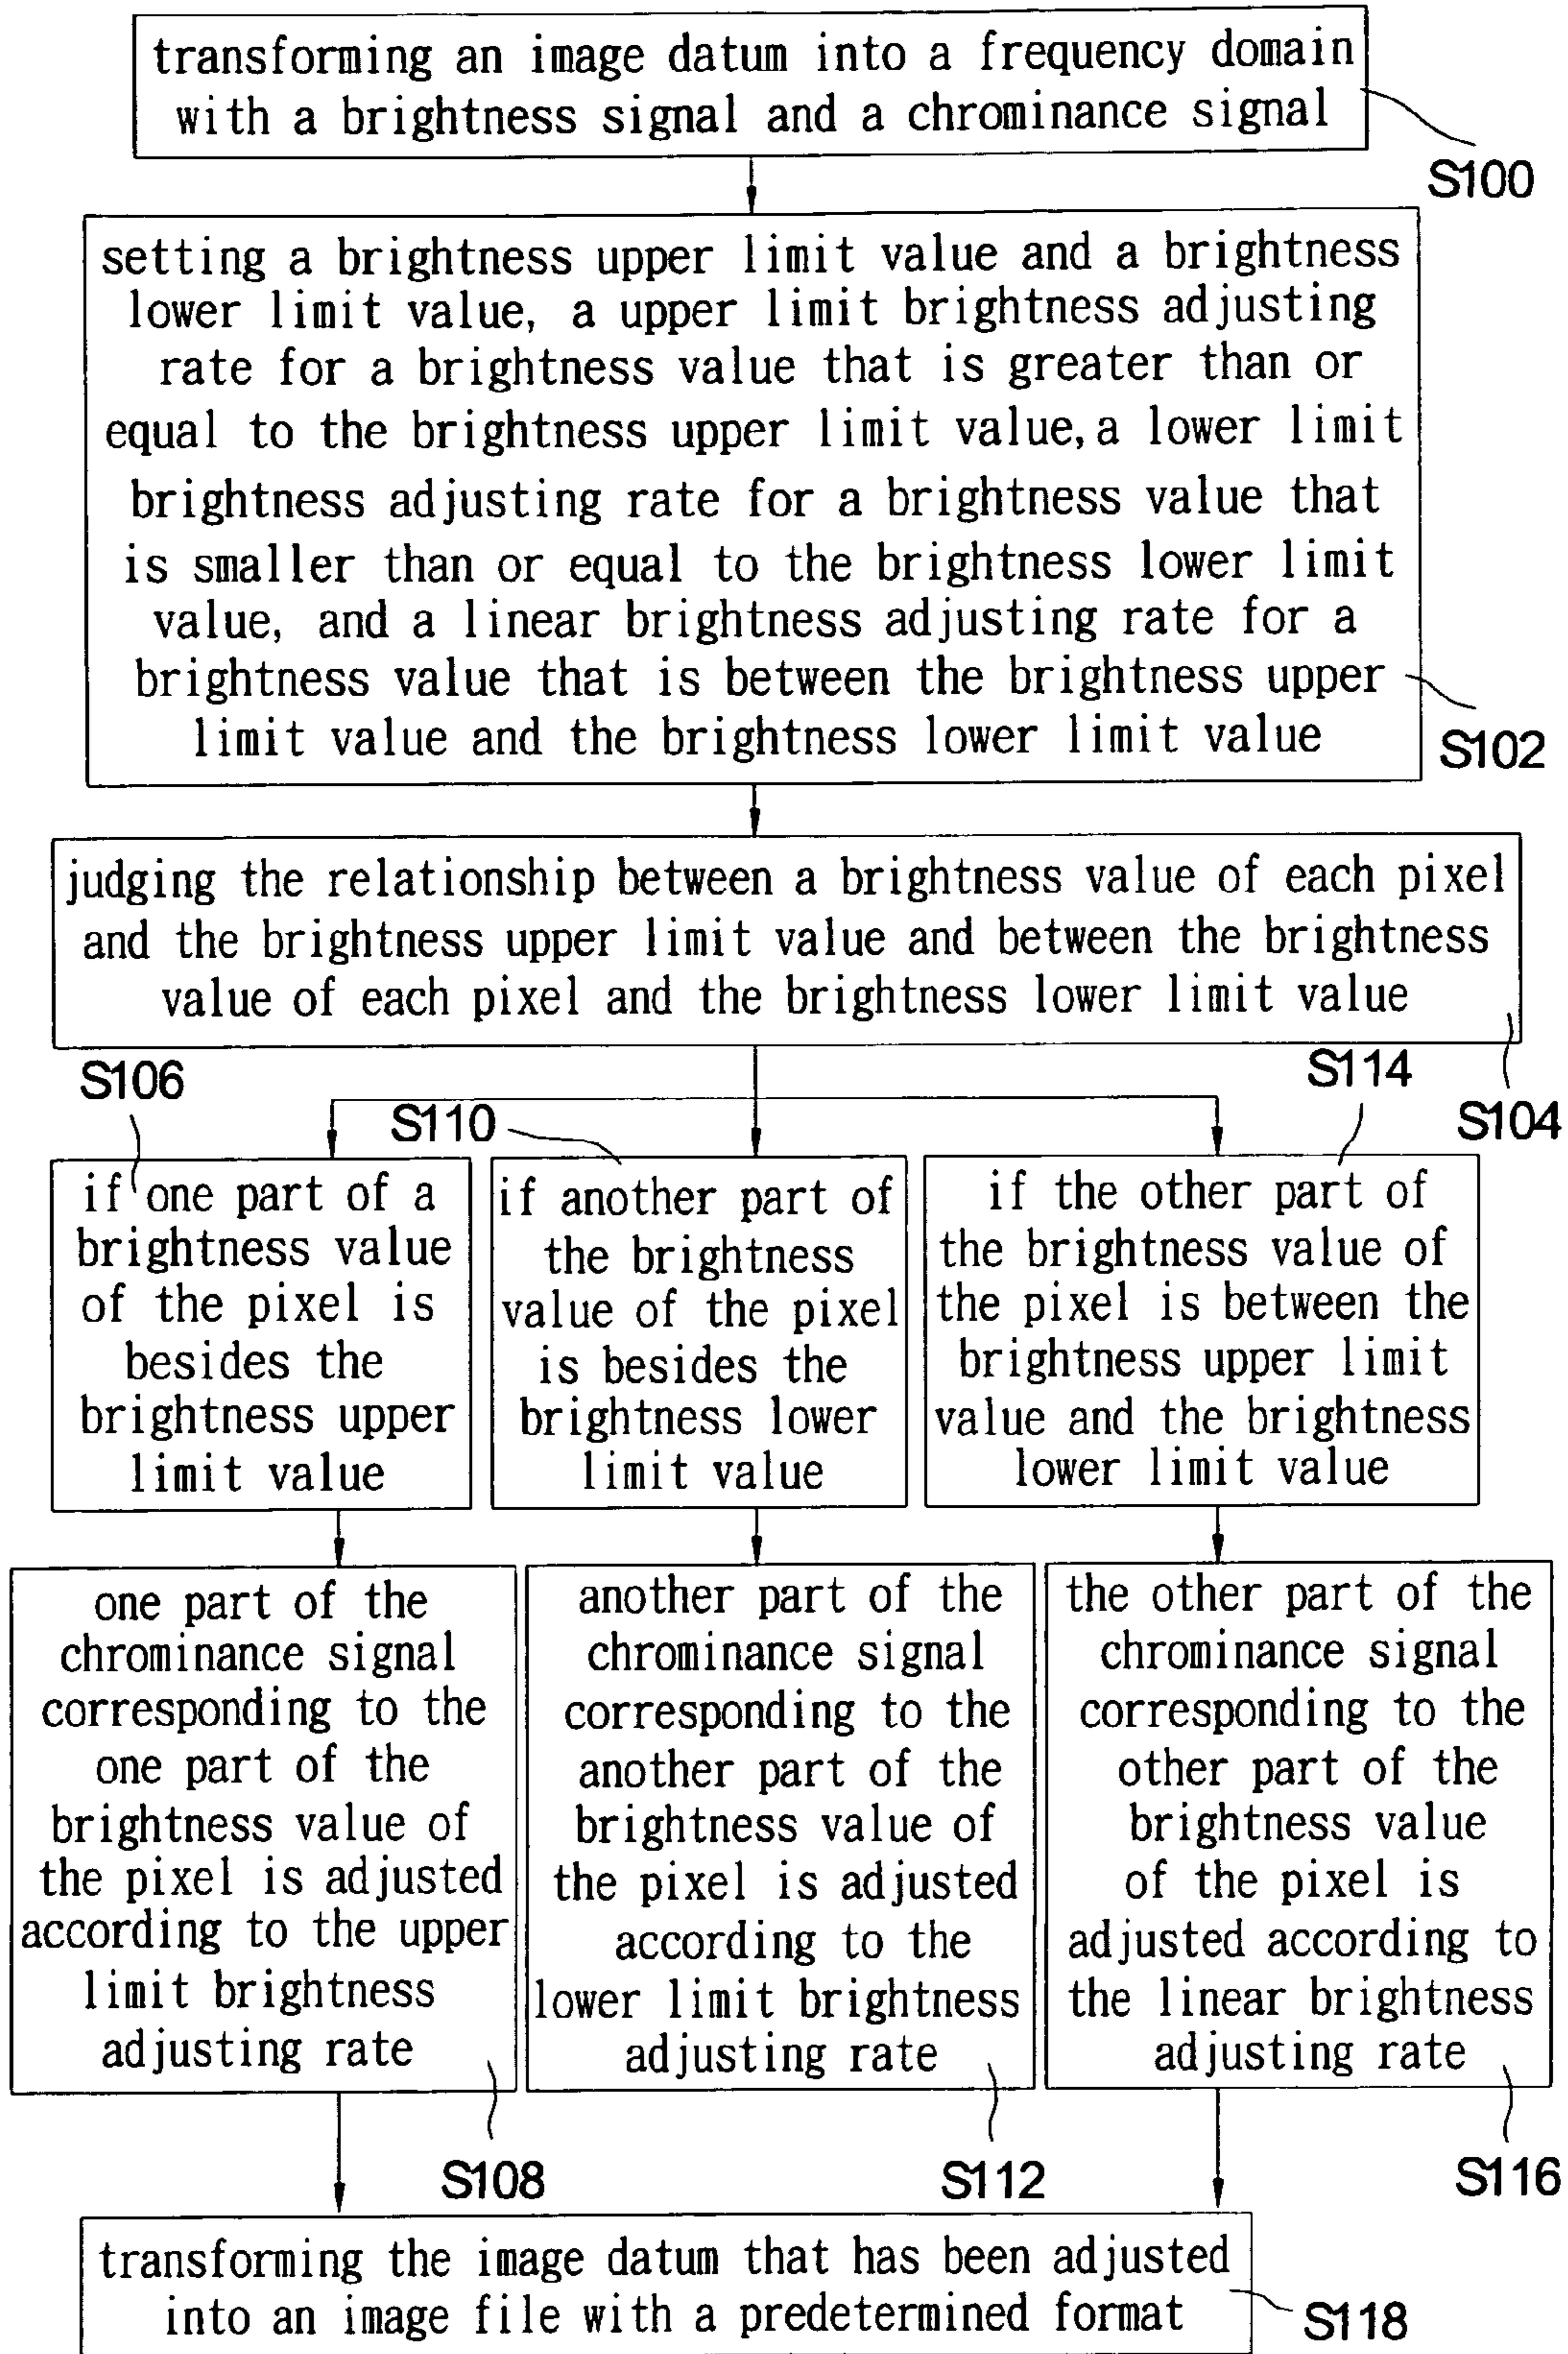 transforming an image datum into a frequency domain
with a brightness signal and a chrominance signal
S100
setting a brightness upper limit value and a brightness
lower limit value, a upper limit brightness adjusting
rate for a brightness value that is greater than or
equal to the brightness upper limit value, a lower limit
brightness adjusting rate for a brightness value that
is smaller than or equal to the brightness lower limit
value, and a linear brightness adjusting rate for a
brightness value that is between the brightness upper
limit value and the brightness lower limit value
S102
judging the relationship between a brightness value of each pixel
and the brightness upper limit value and between the brightness
value of each pixel and the brightness lower limit value
S104
S106
if one part of a
brightness value
of the pixel is
besides the
brightness upper
limit value
S110
if another part of
the brightness
value of the pixel
is besides the
brightness lower
limit value
S114
if the other part of
the brightness value of
the pixel is between the
brightness upper limit
value and the brightness
lower limit value
one part of the
chrominance signal
corresponding to the
one part of the
brightness value of
the pixel is adjusted
according to the upper
limit brightness
adjusting rate
S108
another part of the
chrominance signal
corresponding to the
another part of the
brightness value of
the pixel is adjusted
according to the
lower limit brightness
adjusting rate
S112
the other part of the
chrominance signal
corresponding to the
other part of the
brightness value
of the pixel is
adjusted according to
the linear brightness
adjusting rate
S116
transforming the image datum that has been adjusted
into an image file with a predetermined format
S118